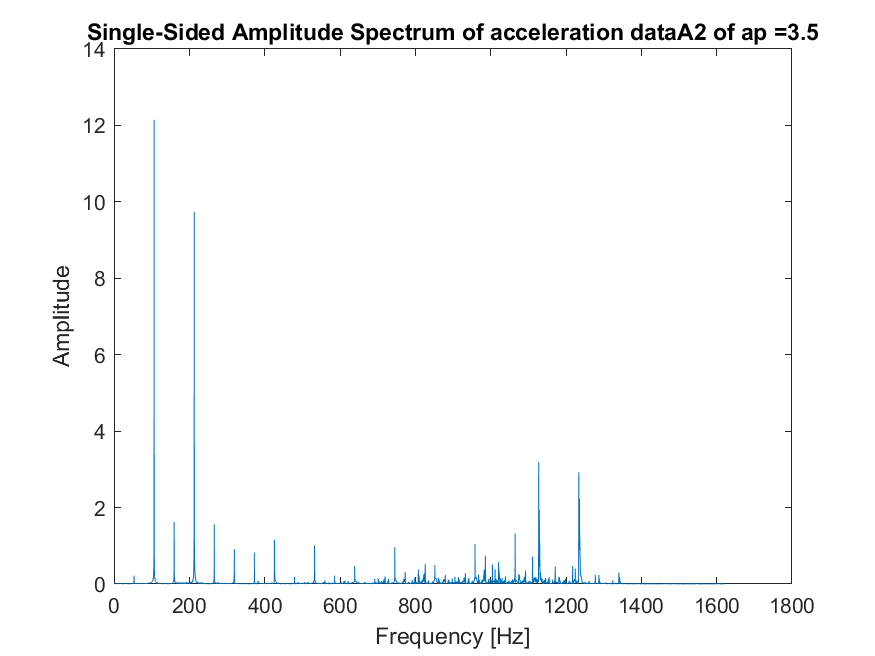 Single-Sided Amplitude Spectrum of acceleration dataA2 of ap =3.5
14
12
10
8
6
4
2
0
Amplitude
0 200 400 600 800 1000 1200 1400 1600 1800
Frequency [Hz]